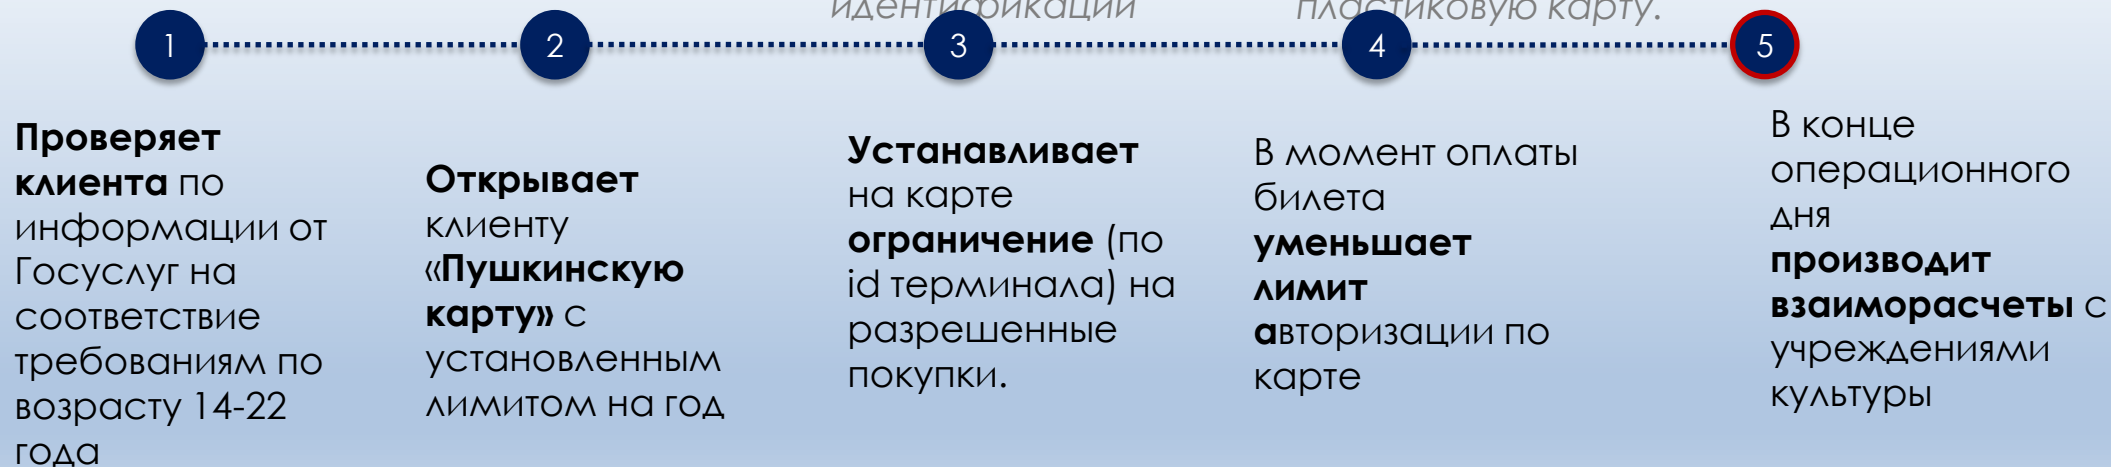 идентификации
пластиковую карту.
1
2
3
4
5
Проверяет
клиента по
информации от
Госуслуг на
соответствие
требованиям по
возрасту 14-22
года
Открывает
клиенту
«Пушкинскую
карту» с
установленным
лимитом на год
Устанавливает
на карте
ограничение (по
id терминала) на
разрешенные
покупки.
В момент оплаты
билета
уменьшает
лимит
авторизации по
карте
В конце
операционного
дня
производит
взаиморасчеты с
учреждениями
культуры